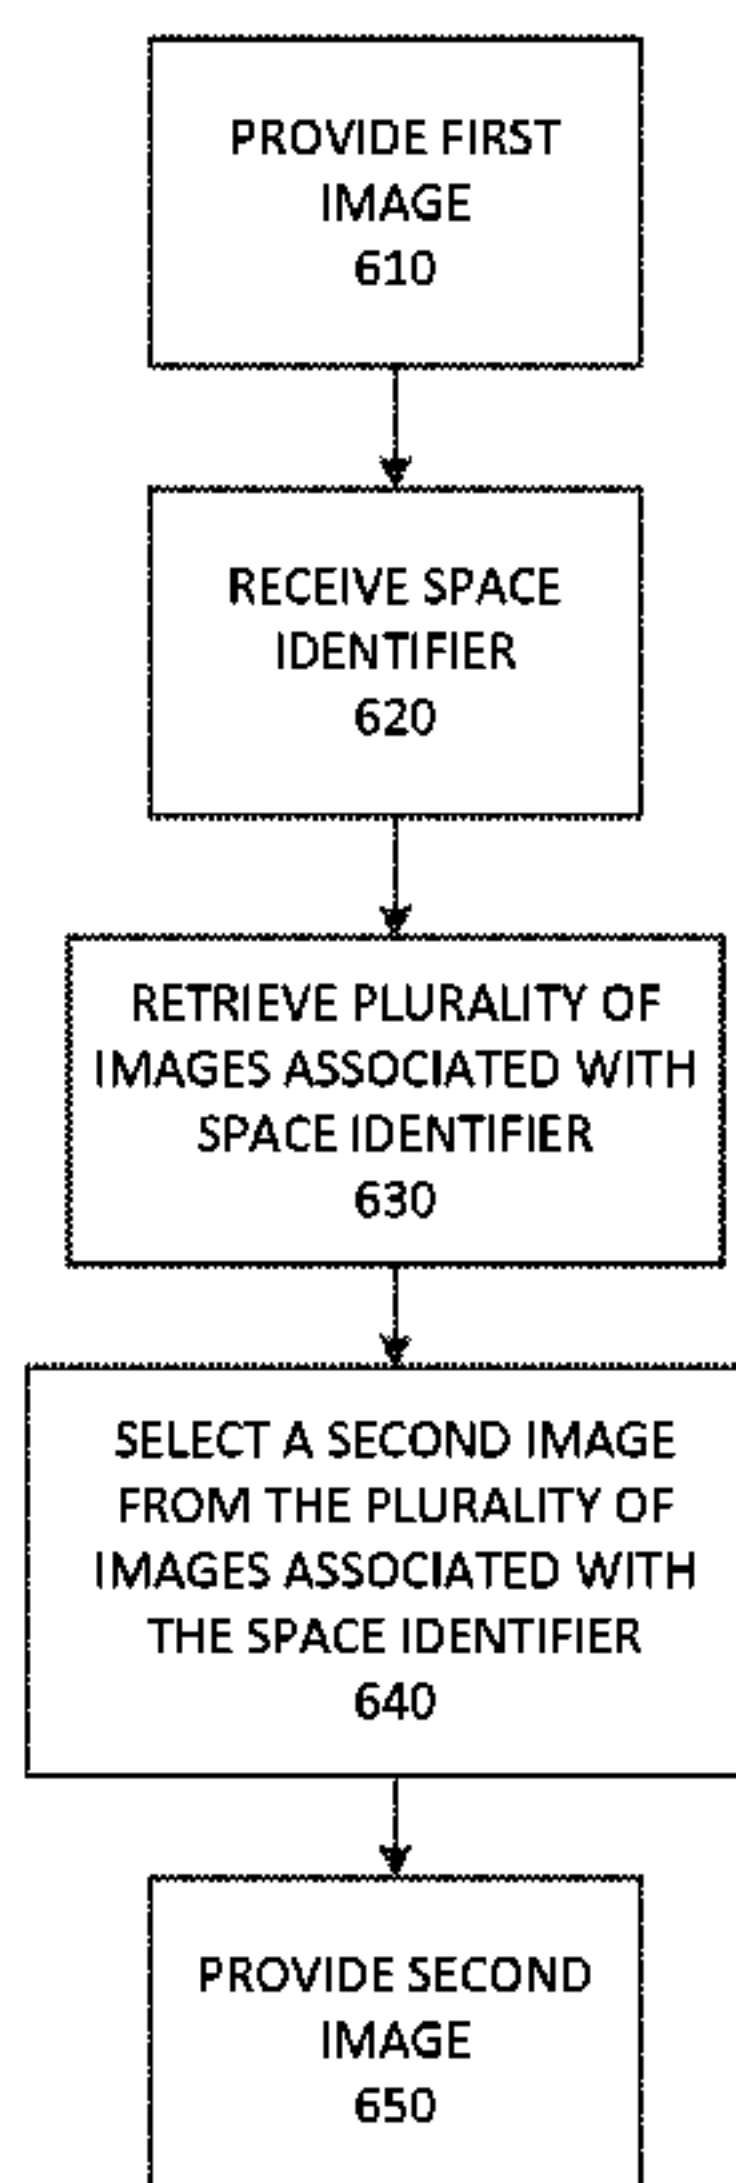 PROVIDE FIRST
IMAGE
610
RECEIVE SPACE
IDENTIFIER
620
RETRIEVE PLURALITY OF
IMAGES ASSOCIATED WITH
SPACE IDENTIFIER
630
SELECT A SECOND IMAGE
FROM THE PLURALITY OF
IMAGES ASSOCIATED WITH
THE SPACE IDENTIFIER
640
PROVIDE SECOND
IMAGE
650